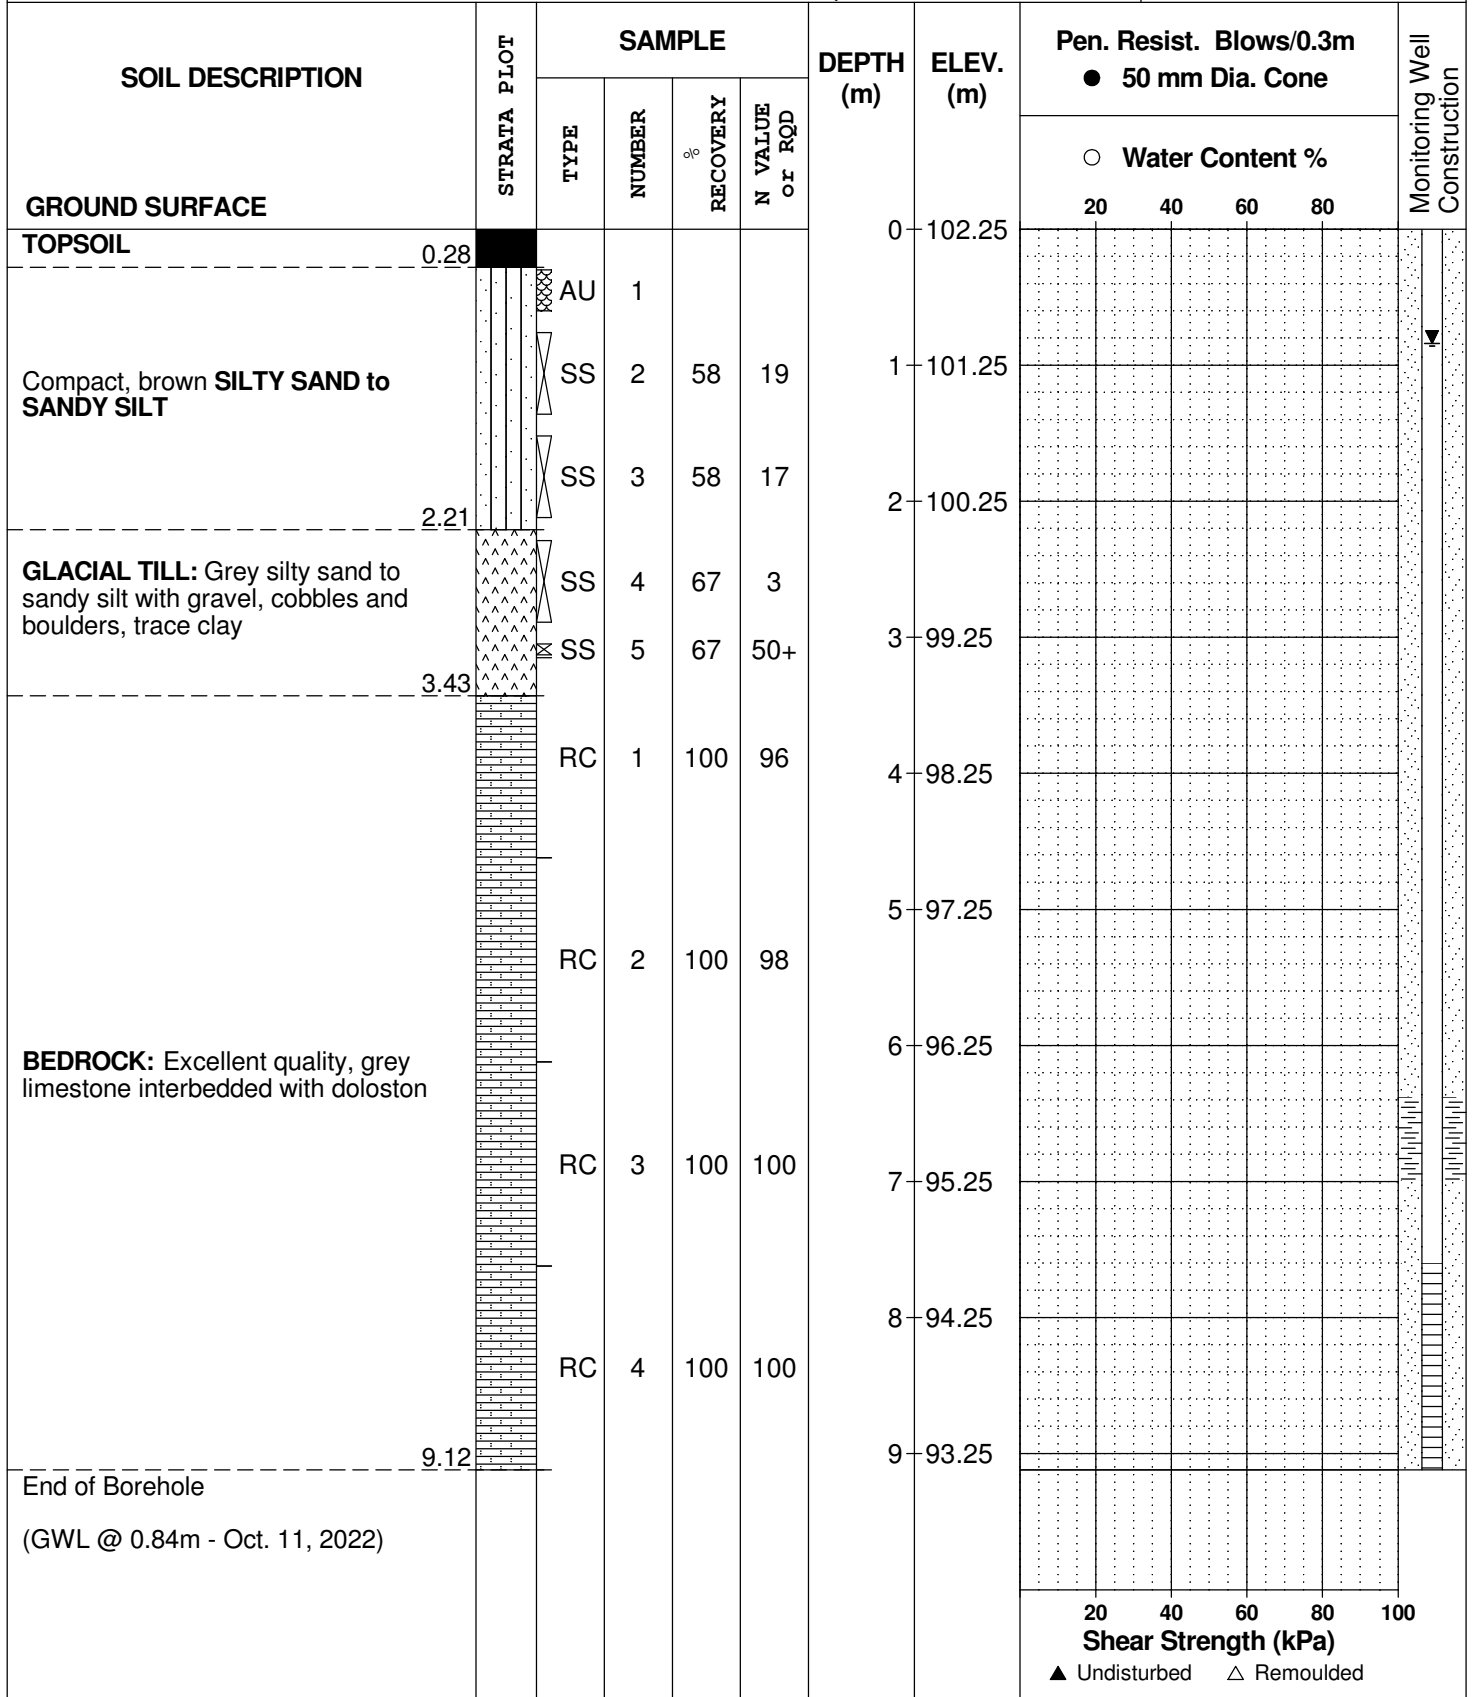 SOIL DESCRIPTION
GROUND SURFACE
STRATA PLOT
SAMPLE
TYPE
NUMBER
%
RECOVERY
N VALUE
or RQD
DEPTH
(m)
ELEV.
(m)
Pen. Resist. Blows/0.3m
● 50 mm Dia. Cone
○ Water Content %
20 40 60 80
Monitoring Well
Construction
0 102.25
TOPSOIL
0.28
AU 1
1 101.25
Compact, brown SILTY SAND to
SANDY SILT
SS 2 58 19
SS 3 58 17
2 100.25
2.21
GLACIAL TILL: Grey silty sand to
sandy silt with gravel, cobbles and
boulders, trace clay
SS 4 67 3
3 99.25
SS 5 67 50+
3.43
RC 1 100 96
4 98.25
5 97.25
RC 2 100 98
6 96.25
BEDROCK: Excellent quality, grey
limestone interbedded with doloston
RC 3 100 100
7 95.25
8 94.25
RC 4 100 100
9 93.25
9.12
End of Borehole
(GWL @ 0.84m - Oct. 11, 2022)
20 40 60 80 100
Shear Strength (kPa)
▲ Undisturbed △ Remoulded